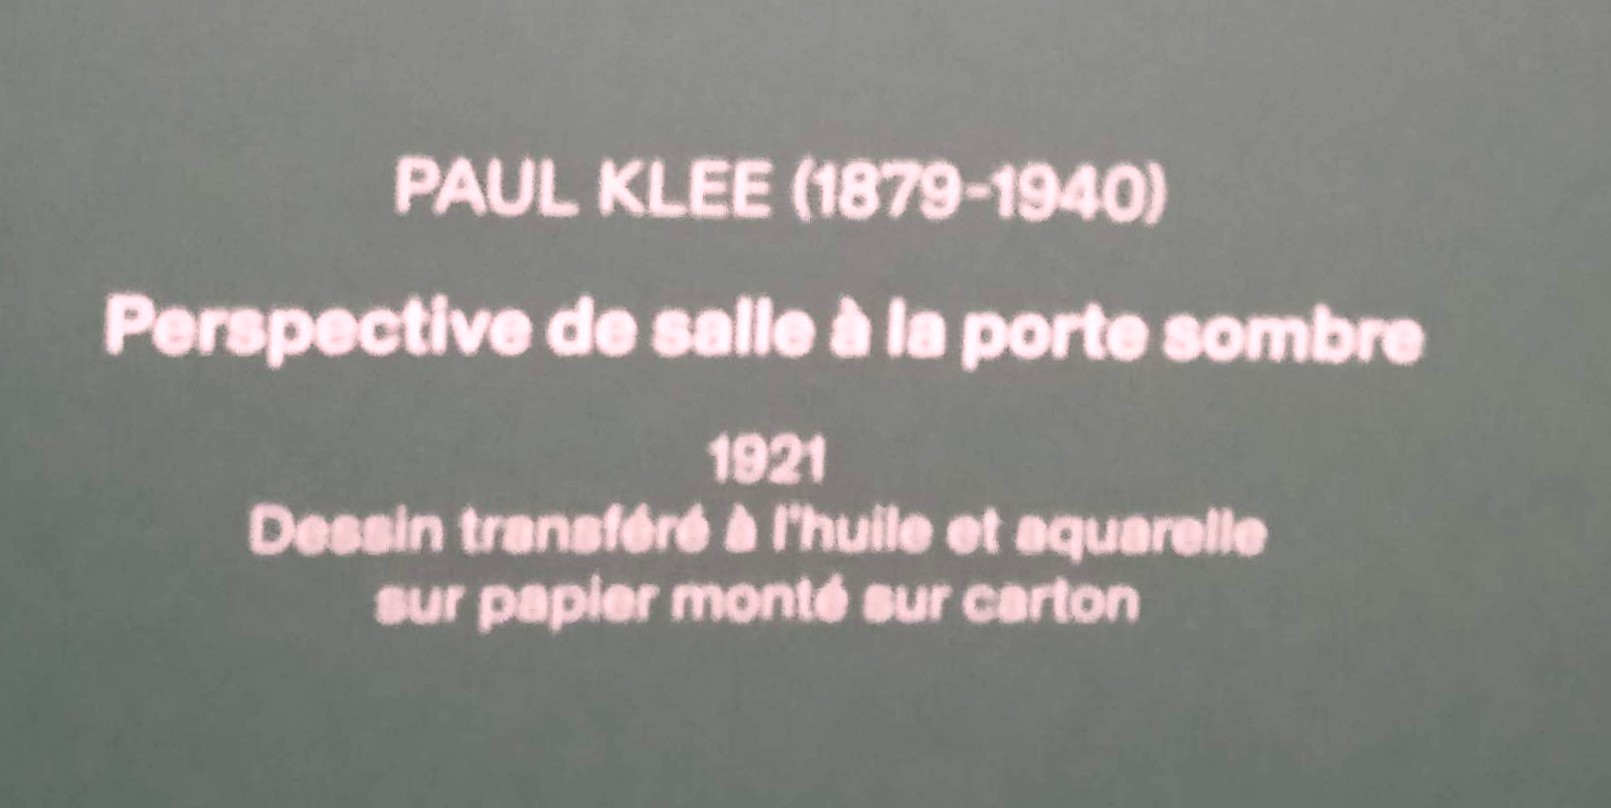 PAUL KLEE (1879-1940)
Perspective de salle à la porte sombre
1921
Dessin transféré à l'huile et aquarelle
sur papier monté sur carton